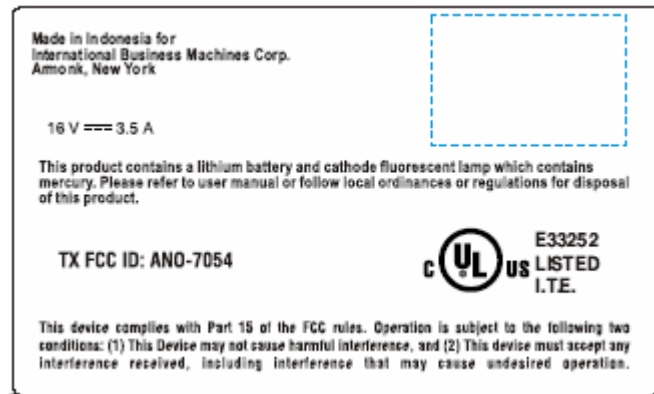 Made in Indonesia for
International Business Machines Corp.
Armonk, New York
16 V ⎓ 3.5 A
This product contains a lithium battery and cathode fluorescent lamp which contains
mercury. Please refer to user manual or follow local ordinances or regulations for disposal
of this product.
TX FCC ID: ANO-7054
C UL US
E33252
LISTED
I.T.E.
This device complies with Part 15 of the FCC rules. Operation is subject to the following two
conditions: (1) This Device may not cause harmful interference, and (2) This device must accept any
interference received, including interference that may cause undesired operation.